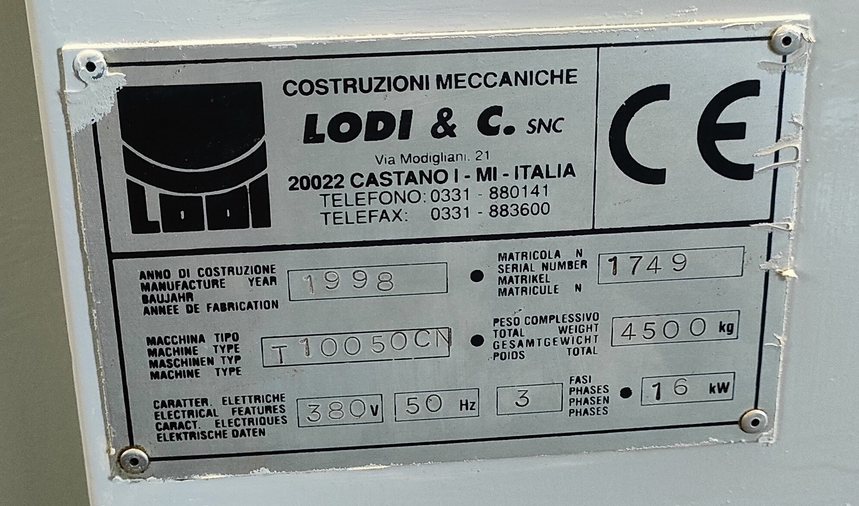 LODI
COSTRUZIONI MECCANICHE
LODI & C. SNC
Via Modigliani, 21
20022 CASTANO I - MI - ITALIA
TELEFONO: 0331 - 880141
TELEFAX: 0331 - 883600
CE
ANNO DI COSTRUZIONE
MANUFACTURE YEAR
BAUJAHR
ANNEE DE FABRICATION
1998
MATRICOLA N
SERIAL NUMBER
MATRIKEL
MATRICULE N
1749
MACCHINA TIPO
MACHINE TYPE
MASCHINEN TYP
MACHINE TYPE
T10050CN
PESO COMPLESSIVO
TOTAL WEIGHT
GESAMTGEWICHT
POIDS TOTAL
4500 kg
CARATTER. ELETTRICHE
ELECTRICAL FEATURES
CARACT. ELECTRIQUES
ELEKTRISCHE DATEN
380 V
50 Hz
3
FASI
PHASES
PHASEN
PHASES
16 kW